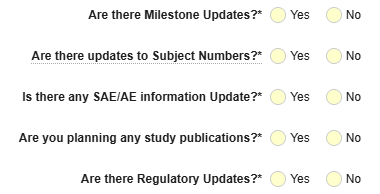 Are there Milestone Updates?* Yes No
Are there updates to Subject Numbers?* Yes No
Is there any SAE/AE information Update?* Yes No
Are you planning any study publications?* Yes No
Are there Regulatory Updates?* Yes No